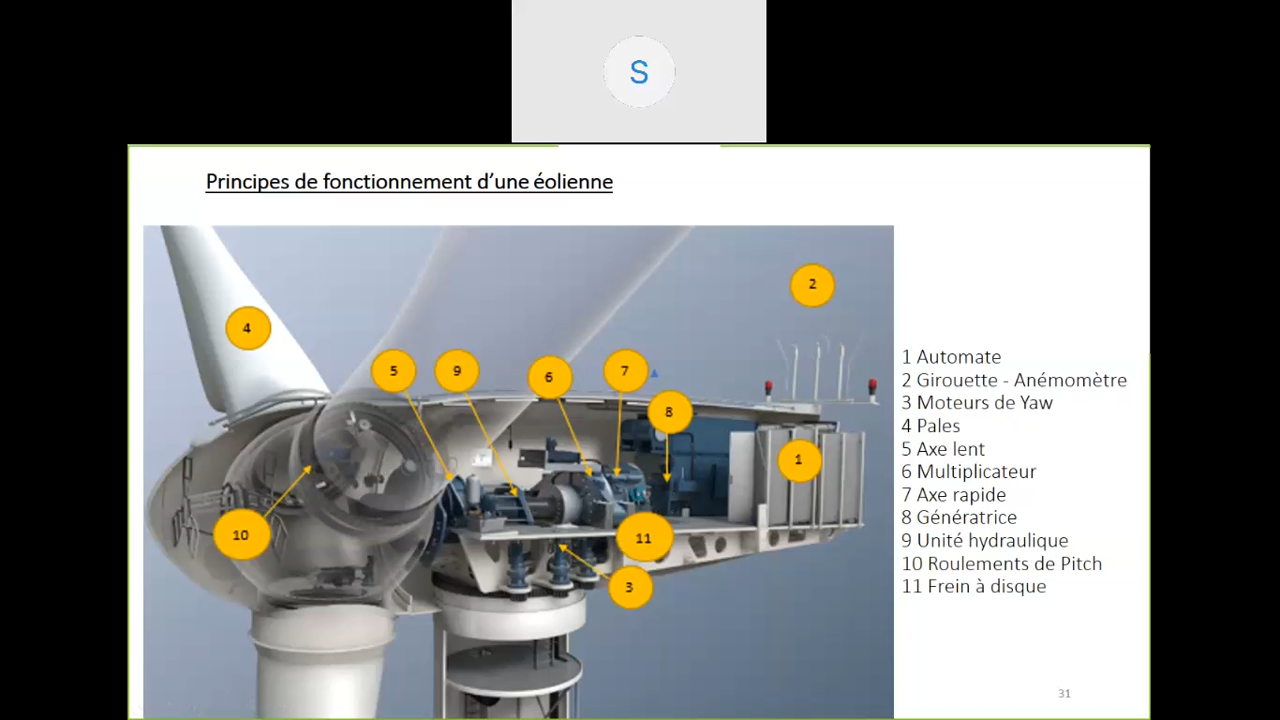 S
Principes de fonctionnement d'une éolienne
2
4
5
9
6
7
8
1
10
11
3
1 Automate
2 Girouette - Anémomètre
3 Moteurs de Yaw
4 Pales
5 Axe lent
6 Multiplicateur
7 Axe rapide
8 Génératrice
9 Unité hydraulique
10 Roulements de Pitch
11 Frein à disque
31